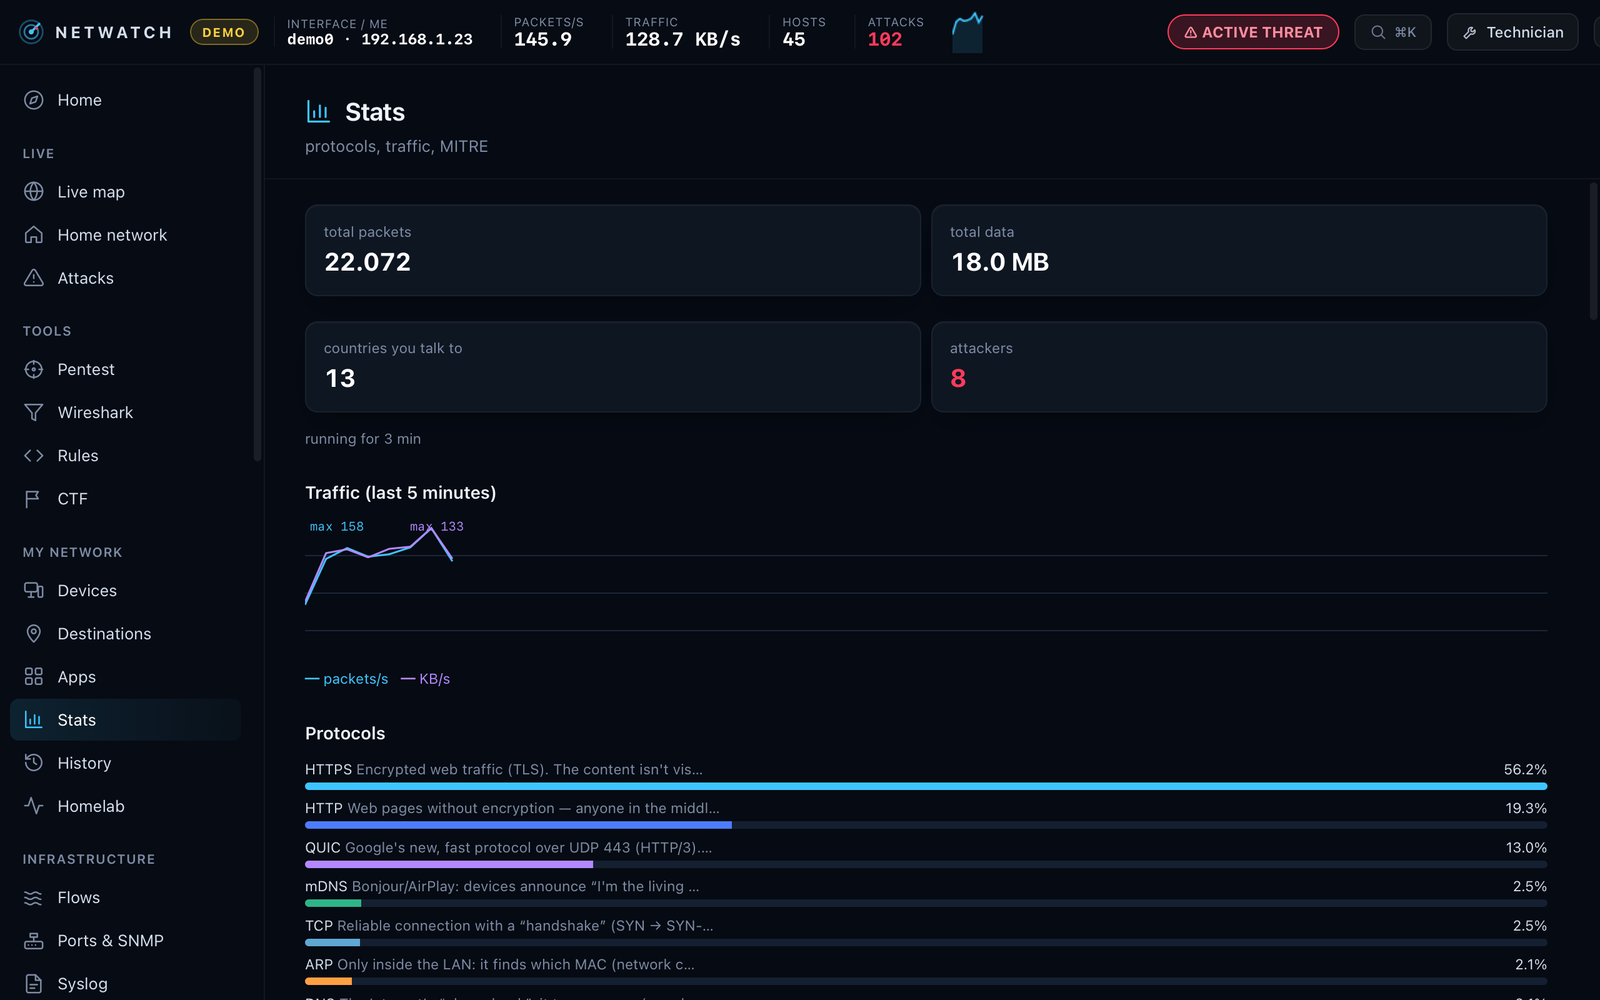 NETWATCH
DEMO
INTERFACE / ME
demo0 · 192.168.1.23
PACKETS/S
145.9
TRAFFIC
128.7 KB/s
HOSTS
45
ATTACKS
102
ACTIVE THREAT
⌘K
Technician
Home
LIVE
Live map
Home network
Attacks
TOOLS
Pentest
Wireshark
Rules
CTF
MY NETWORK
Devices
Destinations
Apps
Stats
History
Homelab
INFRASTRUCTURE
Flows
Ports & SNMP
Syslog
Stats
protocols, traffic, MITRE
total packets
22.072
total data
18.0 MB
countries you talk to
13
attackers
8
running for 3 min
Traffic (last 5 minutes)
max 158
max 133
packets/s
KB/s
Protocols
HTTPS Encrypted web traffic (TLS). The content isn't vis... 56.2%
HTTP Web pages without encryption — anyone in the middl... 19.3%
QUIC Google's new, fast protocol over UDP 443 (HTTP/3).... 13.0%
mDNS Bonjour/AirPlay: devices announce “I'm the living ... 2.5%
TCP Reliable connection with a “handshake” (SYN → SYN-... 2.5%
ARP Only inside the LAN: it finds which MAC (network c... 2.1%